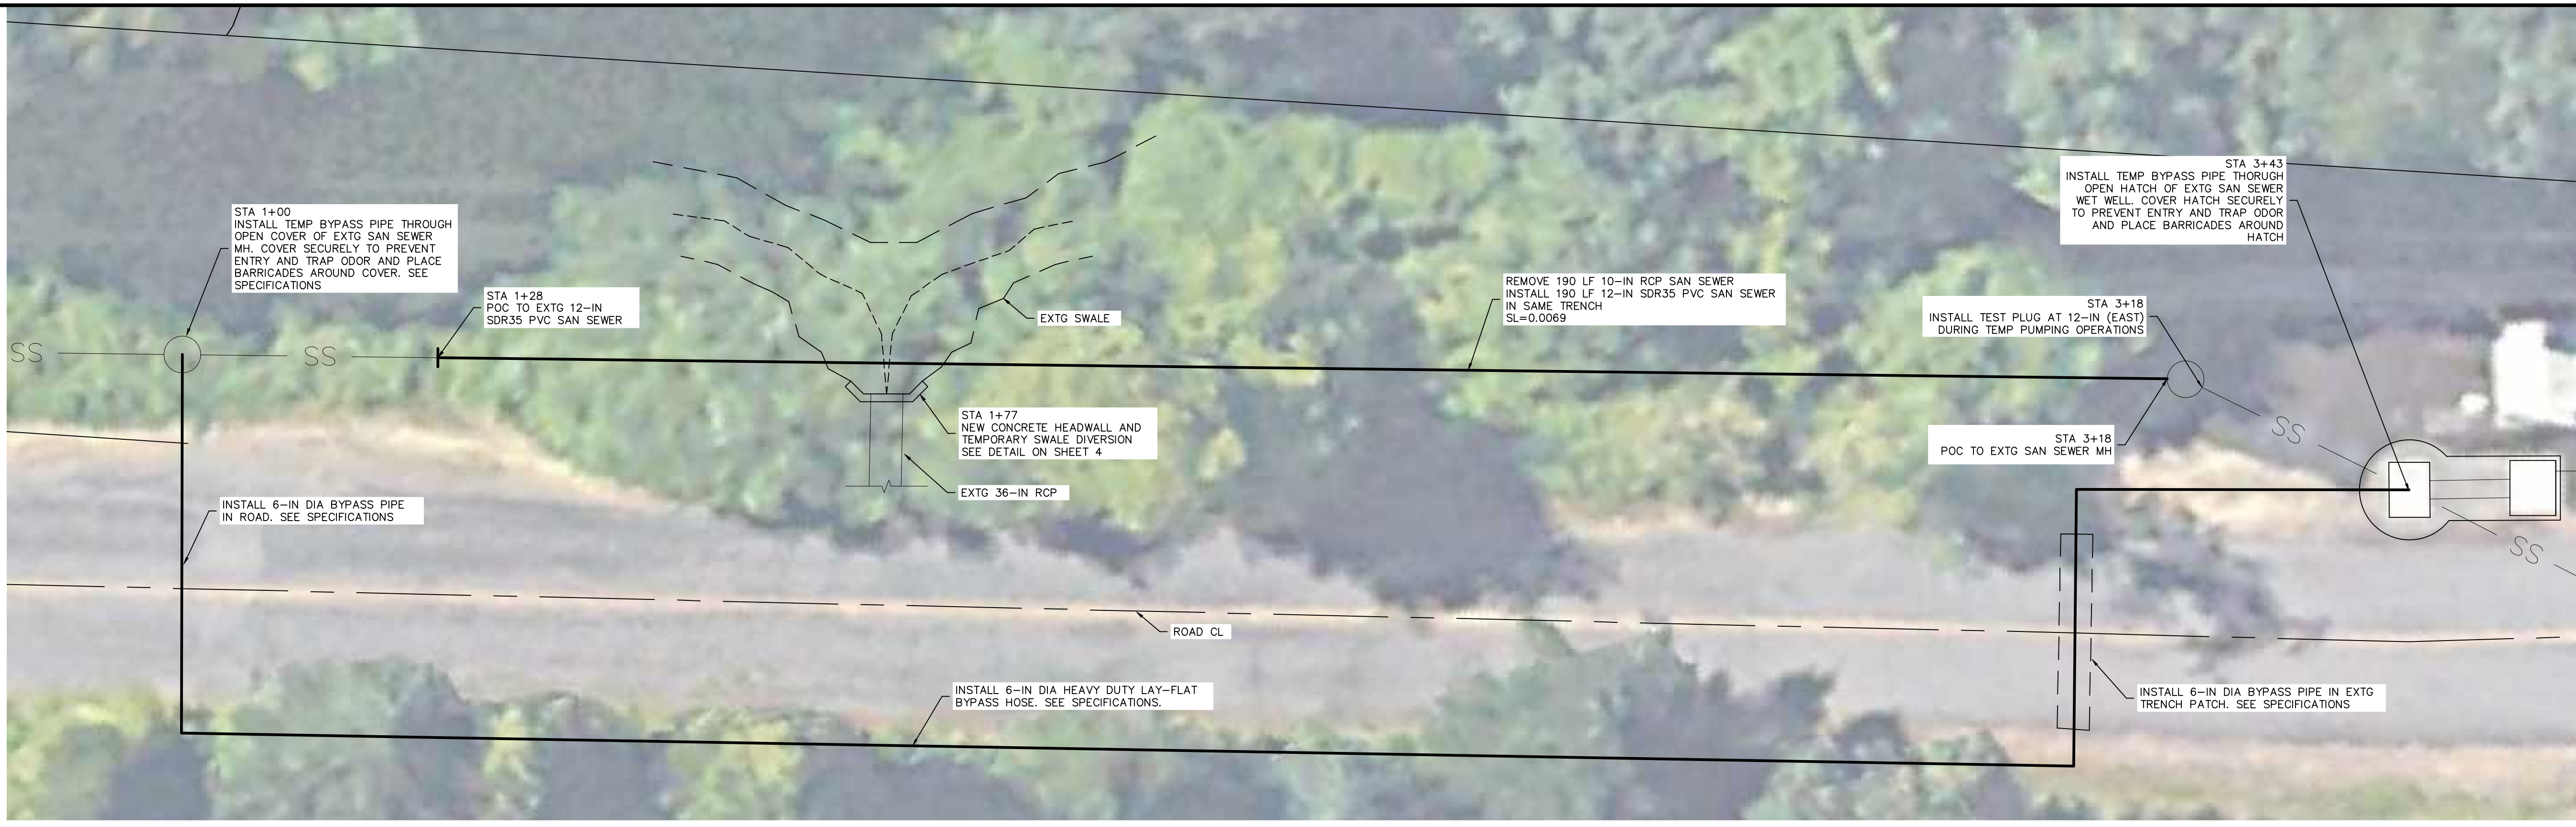 STA 1+00
INSTALL TEMP BYPASS PIPE THROUGH
OPEN COVER OF EXTG SAN SEWER
MH. COVER SECURELY TO PREVENT
ENTRY AND TRAP ODOR AND PLACE
BARRICADES AROUND COVER. SEE
SPECIFICATIONS
STA 1+28
POC TO EXTG 12-IN
SDR35 PVC SAN SEWER
SS
SS
EXTG SWALE
STA 1+77
NEW CONCRETE HEADWALL AND
TEMPORARY SWALE DIVERSION
SEE DETAIL ON SHEET 4
EXTG 36-IN RCP
REMOVE 190 LF 10-IN RCP SAN SEWER
INSTALL 190 LF 12-IN SDR35 PVC SAN SEWER
IN SAME TRENCH
SL=0.0069
STA 3+43
INSTALL TEMP BYPASS PIPE THORUGH
OPEN HATCH OF EXTG SAN SEWER
WET WELL. COVER HATCH SECURELY
TO PREVENT ENTRY AND TRAP ODOR
AND PLACE BARRICADES AROUND
HATCH
STA 3+18
INSTALL TEST PLUG AT 12-IN (EAST)
DURING TEMP PUMPING OPERATIONS
STA 3+18
POC TO EXTG SAN SEWER MH
SS
SS
INSTALL 6-IN DIA BYPASS PIPE
IN ROAD. SEE SPECIFICATIONS
ROAD CL
INSTALL 6-IN DIA HEAVY DUTY LAY-FLAT
BYPASS HOSE. SEE SPECIFICATIONS.
INSTALL 6-IN DIA BYPASS PIPE IN EXTG
TRENCH PATCH. SEE SPECIFICATIONS